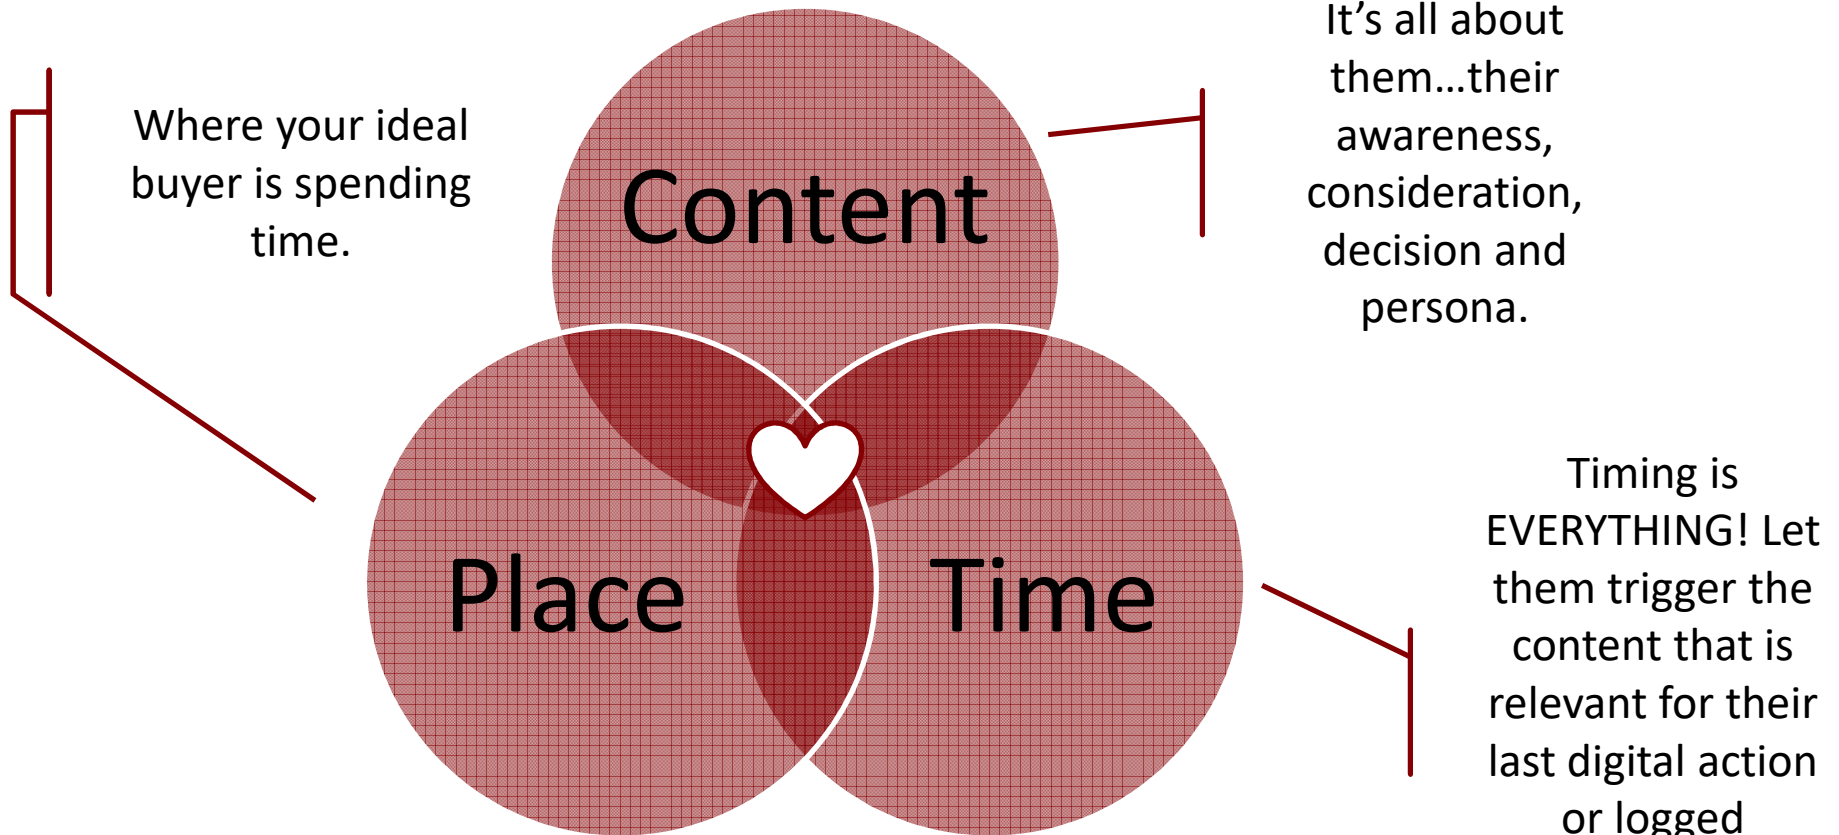 Where your ideal
buyer is spending
time.
Content
It’s all about
them…their
awareness,
consideration,
decision and
persona.
Place
Time
Timing is
EVERYTHING! Let
them trigger the
content that is
relevant for their
last digital action
or logged